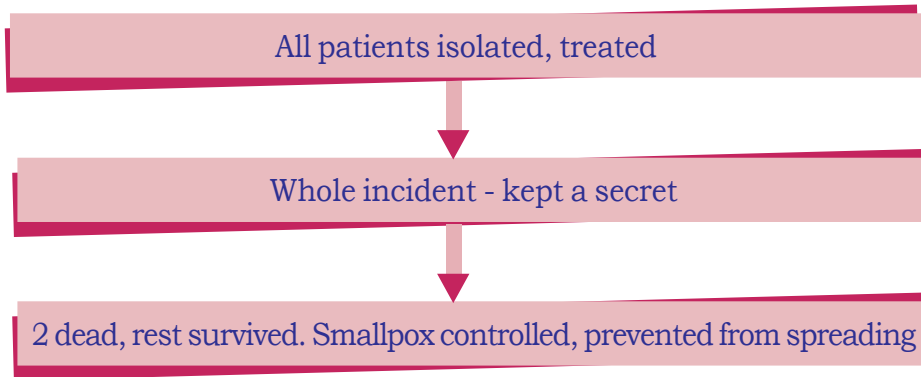 All patients isolated, treated
Whole incident - kept a secret
2 dead, rest survived. Smallpox controlled, prevented from spreading